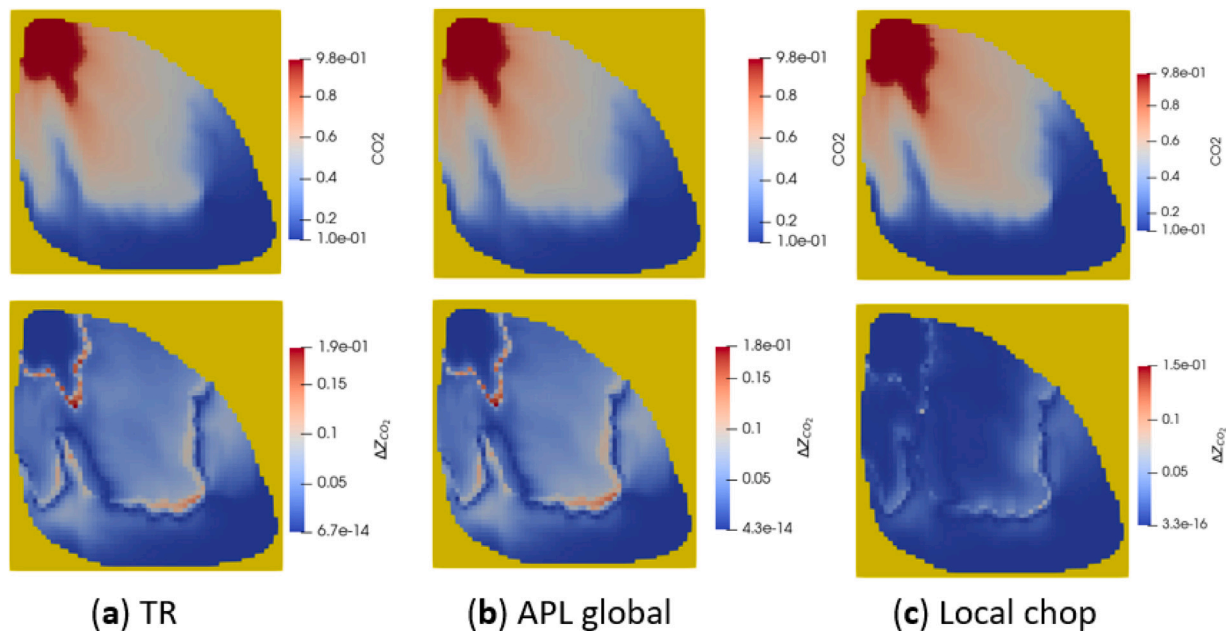 9.8e-01
0.8
0.6
0.4
0.2
1.0e-01
CO2
9.8e-01
0.8
0.6
0.4
0.2
1.0e-01
CO2
9.8e-01
0.8
0.6
0.4
0.2
1.0e-01
CO2
1.9e-01
0.15
0.1
0.05
6.7e-14
ΔZCO₂
1.8e-01
0.15
0.1
0.05
4.3e-14
ΔZCO₂
1.5e-01
0.1
0.05
3.3e-16
ΔZCO₂
(a) TR
(b) APL global
(c) Local chop